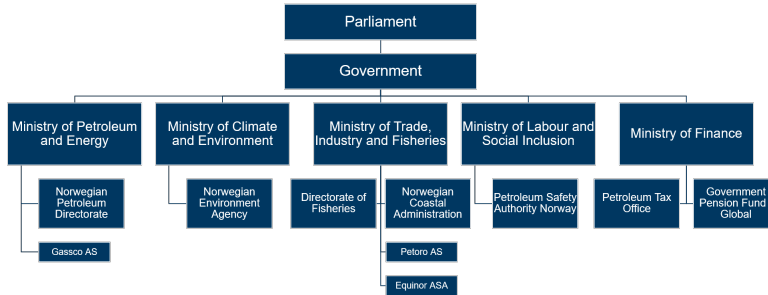 Parliament
Government
Ministry of Petroleum
and Energy
Ministry of Climate
and Environment
Ministry of Trade,
Industry and Fisheries
Ministry of Labour and
Social Inclusion
Ministry of Finance
Norwegian
Petroleum
Directorate
Norwegian
Environment
Agency
Directorate of
Fisheries
Norwegian
Coastal
Administration
Petroleum Safety
Authority Norway
Petroleum Tax
Office
Government
Pension Fund
Global
Gassco AS
Petoro AS
Equinor ASA